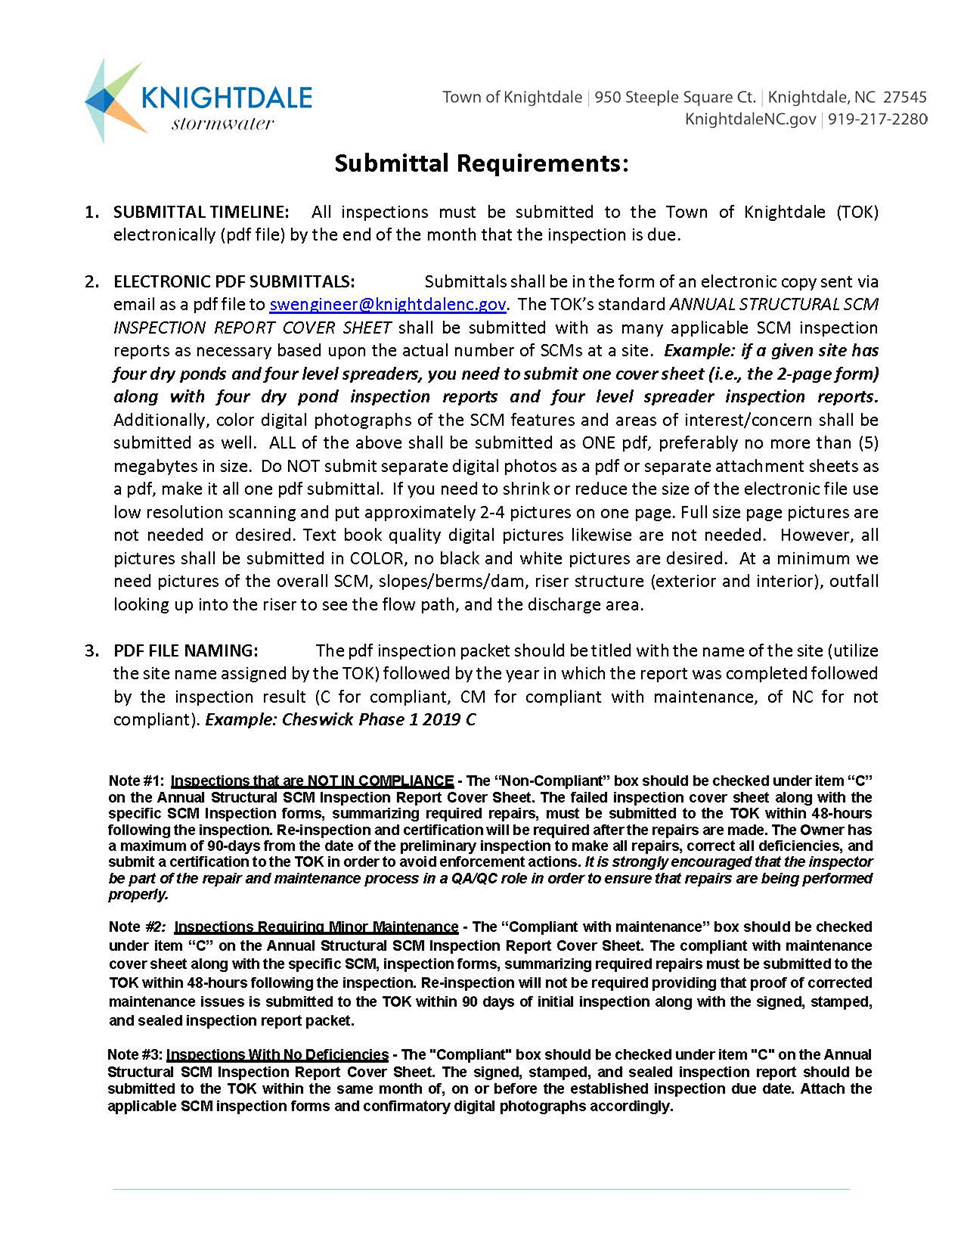 KNIGHTDALE
stormwater
Town of Knightdale | 950 Steeple Square Ct. | Knightdale, NC 27545
KnightdaleNC.gov | 919-217-2280
Submittal Requirements:
1. SUBMITTAL TIMELINE: All inspections must be submitted to the Town of Knightdale (TOK)
electronically (pdf file) by the end of the month that the inspection is due.
2. ELECTRONIC PDF SUBMITTALS: Submittals shall be in the form of an electronic copy sent via
email as a pdf file to swengineer@knightdalenc.gov. The TOK's standard ANNUAL STRUCTURAL SCM
INSPECTION REPORT COVER SHEET shall be submitted with as many applicable SCM inspection
reports as necessary based upon the actual number of SCMs at a site. Example: if a given site has
four dry ponds and four level spreaders, you need to submit one cover sheet (i.e., the 2-page form)
along with four dry pond inspection reports and four level spreader inspection reports.
Additionally, color digital photographs of the SCM features and areas of interest/concern shall be
submitted as well. ALL of the above shall be submitted as ONE pdf, preferably no more than (5)
megabytes in size. Do NOT submit separate digital photos as a pdf or separate attachment sheets as
a pdf, make it all one pdf submittal. If you need to shrink or reduce the size of the electronic file use
low resolution scanning and put approximately 2-4 pictures on one page. Full size page pictures are
not needed or desired. Text book quality digital pictures likewise are not needed. However, all
pictures shall be submitted in COLOR, no black and white pictures are desired. At a minimum we
need pictures of the overall SCM, slopes/berms/dam, riser structure (exterior and interior), outfall
looking up into the riser to see the flow path, and the discharge area.
3. PDF FILE NAMING: The pdf inspection packet should be titled with the name of the site (utilize
the site name assigned by the TOK) followed by the year in which the report was completed followed
by the inspection result (C for compliant, CM for compliant with maintenance, of NC for not
compliant). Example: Cheswick Phase 1 2019 C
Note #1: Inspections that are NOT IN COMPLIANCE - The “Non-Compliant” box should be checked under item “C”
on the Annual Structural SCM Inspection Report Cover Sheet. The failed inspection cover sheet along with the
specific SCM Inspection forms, summarizing required repairs, must be submitted to the TOK within 48-hours
following the inspection. Re-inspection and certification will be required after the repairs are made. The Owner has
a maximum of 90-days from the date of the preliminary inspection to make all repairs, correct all deficiencies, and
submit a certification to the TOK in order to avoid enforcement actions. It is strongly encouraged that the inspector
be part of the repair and maintenance process in a QA/QC role in order to ensure that repairs are being performed
properly.
Note #2: Inspections Requiring Minor Maintenance - The “Compliant with maintenance” box should be checked
under item “C” on the Annual Structural SCM Inspection Report Cover Sheet. The compliant with maintenance
cover sheet along with the specific SCM, inspection forms, summarizing required repairs must be submitted to the
TOK within 48-hours following the inspection. Re-inspection will not be required providing that proof of corrected
maintenance issues is submitted to the TOK within 90 days of initial inspection along with the signed, stamped,
and sealed inspection report packet.
Note #3: Inspections With No Deficiencies - The "Compliant" box should be checked under item "C" on the Annual
Structural SCM Inspection Report Cover Sheet. The signed, stamped, and sealed inspection report should be
submitted to the TOK within the same month of, on or before the established inspection due date. Attach the
applicable SCM inspection forms and confirmatory digital photographs accordingly.